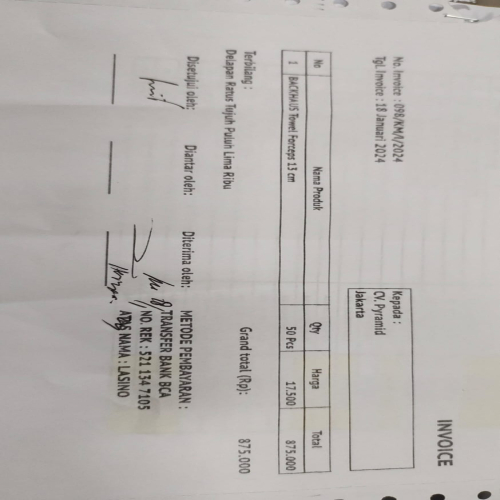 INVOICE
No. Invoice : 098/KM/I/2024
Tgl. Invoice : 18 Januari 2024
Kepada :
CV. Pyramid
Jakarta
No Nama Produk Qty Harga Total
1 BACKHAUS Towel Forceps 13 cm 50 Pcs 17.500 875.000
Grand total (Rp): 875.000
Terbilang :
Delapan Ratus Tujuh Puluh Lima Ribu
Disetujui oleh: Diantar oleh: Diterima oleh: METODE PEMBAYARAN :
TRANSFER BANK BCA
NO. REK : 521 134 7105
NAMA : LASINO